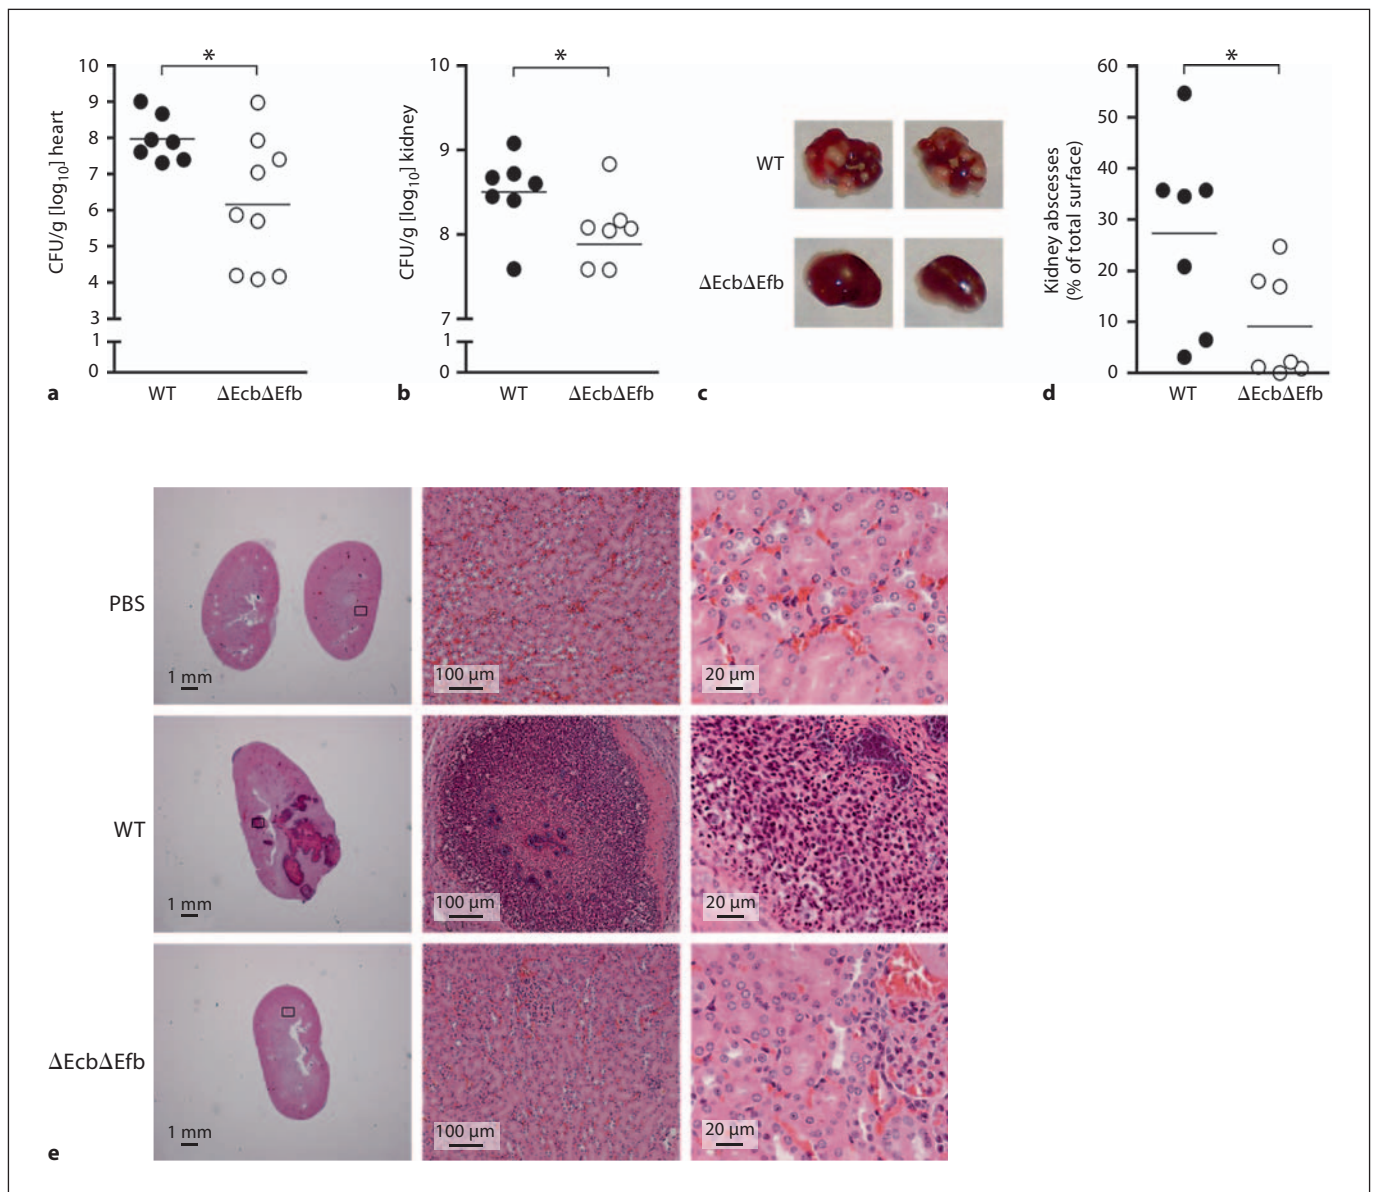 *
10
9
8
7
6
5
4
3
1
0
CFU/g [log10] heart
WT
ΔEcbΔEfb
a
*
10
9
8
7
1
0
CFU/g [log10] kidney
WT
ΔEcbΔEfb
b
WT
ΔEcbΔEfb
c
*
60
50
40
30
20
10
0
Kidney abscesses
(% of total surface)
WT
ΔEcbΔEfb
d
PBS
1 mm
100 μm
20 μm
WT
1 mm
100 μm
20 μm
ΔEcbΔEfb
1 mm
100 μm
20 μm
e